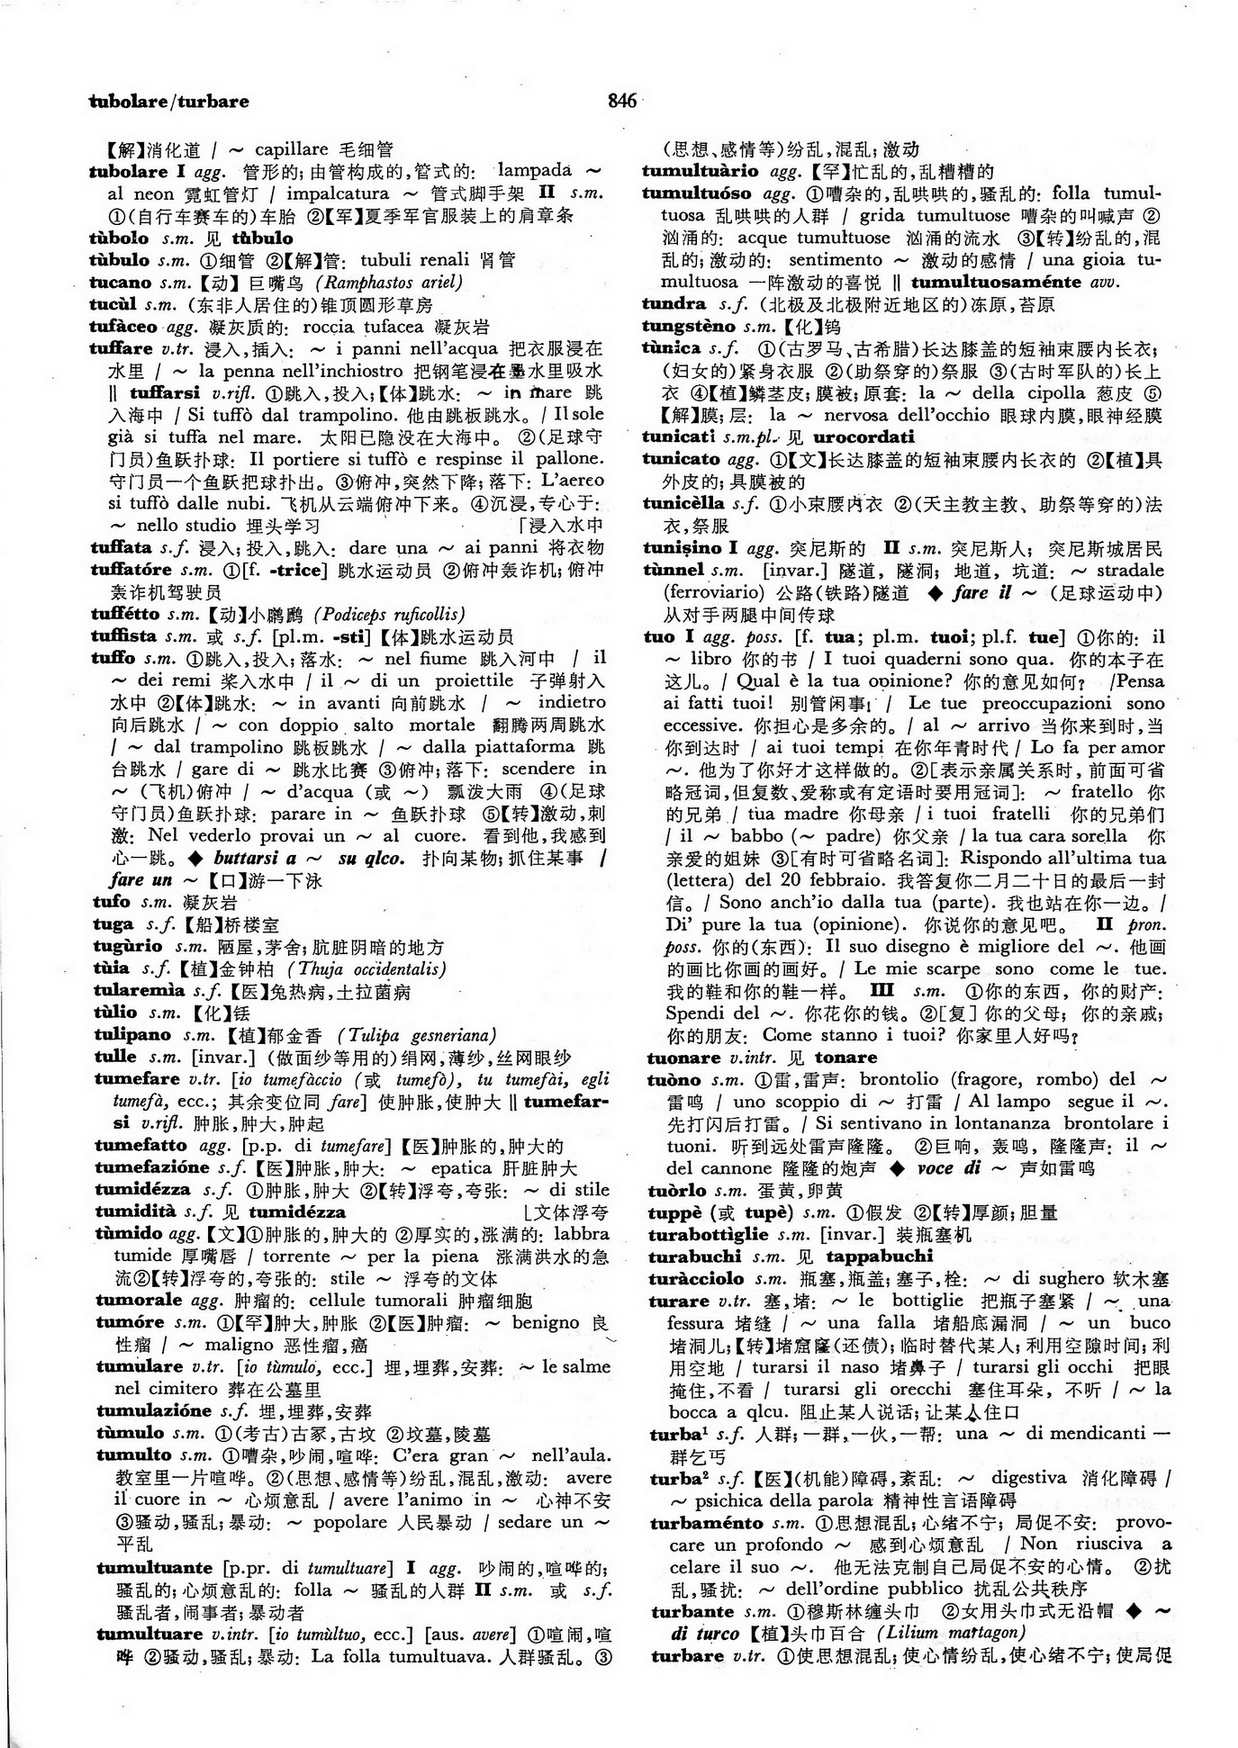 tubolare/turbare
846
【解】消化道 / ~ capillare 毛细管
tubolare I agg. 管形的; 由管构成的,管式的: lampada ~
al neon 霓虹管灯 / impalcatura ~ 管式脚手架 II s.m.
①(自行车赛车的)车胎 ②【军】夏季军官服装上的肩章条
tùbolo s.m. 见 tùbulo
tùbulo s.m. ①细管 ②【解】管: tubuli renali 肾管
tucano s.m.【动】巨嘴鸟 (Ramphastos ariel)
tucùl s.m. (东非人居住的)锥顶圆形草房
tufàceo agg. 凝灰质的: roccia tufacea 凝灰岩
tuffare v.tr. 浸入,插入: ~ i panni nell'acqua 把衣服浸在
水里 / ~ la penna nell'inchiostro 把钢笔浸在墨水里吸水
‖ tuffarsi v.rifl. ①跳入,投入;【体】跳水: ~ in mare 跳
入海中 / Si tuffò dal trampolino. 他由跳板跳水。/ Il sole
già si tuffa nel mare. 太阳已隐没在大海中。 ②(足球守
门员)鱼跃扑球: Il portiere si tuffò e respinse il pallone.
守门员一个鱼跃把球扑出。③俯冲,突然下降; 落下: L'aereo
si tuffò dalle nubi. 飞机从云端俯冲下来。④沉浸,专心于:
~ nello studio 埋头学习 「浸入水中
tuffata s.f. 浸入; 投入,跳入: dare una ~ ai panni 将衣物
tuffatóre s.m. ①[f. -trice] 跳水运动员 ②俯冲轰诈机; 俯冲
轰诈机驾驶员
tuffétto s.m.【动】小䴙䴘 (Podiceps ruficollis)
tuffista s.m. 或 s.f. [pl.m. -sti]【体】跳水运动员
tuffo s.m. ①跳入,投入; 落水: ~ nel fiume 跳入河中 / il
~ dei remi 桨入水中 / il ~ di un proiettile 子弹射入
水中 ②【体】跳水: ~ in avanti 向前跳水 / ~ indietro
向后跳水 / ~ con doppio salto mortale 翻腾两周跳水
/ ~ dal trampolino 跳板跳水 / ~ dalla piattaforma 跳
台跳水 / gare di ~ 跳水比赛 ③俯冲; 落下: scendere in
~ (飞机)俯冲 / ~ d'acqua (或 ~) 瓢泼大雨 ④(足球
守门员)鱼跃扑球: parare in ~ 鱼跃扑球 ⑤【转】激动,刺
激: Nel vederlo provai un ~ al cuore. 看到他,我感到
心一跳。◆ buttarsi a ~ su qlco. 扑向某物; 抓住某事 /
fare un ~【口】游一下泳
tufo s.m. 凝灰岩
tuga s.f.【船】桥楼室
tugùrio s.m. 陋屋,茅舍; 肮脏阴暗的地方
tùia s.f.【植】金钟柏 (Thuja occidentalis)
tularemìa s.f.【医】兔热病,土拉菌病
tùlio s.m.【化】铥
tulipano s.m.【植】郁金香 (Tulipa gesneriana)
tulle s.m. [invar.] (做面纱等用的)绢网,薄纱,丝网眼纱
tumefare v.tr. [io tumefàccio (或 tumefò), tu tumefài, egli
tumefà, ecc.; 其余变位同 fare] 使肿胀,使肿大 ‖ tumefar-
si v.rifl. 肿胀,肿大,肿起
tumefatto agg. [p.p. di tumefare]【医】肿胀的,肿大的
tumefazióne s.f.【医】肿胀,肿大: ~ epatica 肝脏肿大
tumidézza s.f. ①肿胀,肿大 ②【转】浮夸,夸张: ~ di stile
tumidità s.f. 见 tumidézza ⌊文体浮夸
tùmido agg.【文】①肿胀的,肿大的 ②厚实的,涨满的: labbra
tumide 厚嘴唇 / torrente ~ per la piena 涨满洪水的急
流②【转】浮夸的,夸张的: stile ~ 浮夸的文体
tumorale agg. 肿瘤的: cellule tumorali 肿瘤细胞
tumóre s.m. ①【罕】肿大,肿胀 ②【医】肿瘤: ~ benigno 良
性瘤 / ~ maligno 恶性瘤,癌
tumulare v.tr. [io tùmulo, ecc.] 埋,埋葬,安葬: ~ le salme
nel cimitero 葬在公墓里
tumulazióne s.f. 埋,埋葬,安葬
tùmulo s.m. ①(考古)古冢,古坟 ②坟墓,陵墓
tumulto s.m. ①嘈杂,吵闹,喧哗: C'era gran ~ nell'aula.
教室里一片喧哗。②(思想、感情等)纷乱,混乱,激动: avere
il cuore in ~ 心烦意乱 / avere l'animo in ~ 心神不安
③骚动,骚乱; 暴动: ~ popolare 人民暴动 / sedare un ~
平乱
tumultuante [p.pr. di tumultuare] I agg. 吵闹的,喧哗的;
骚乱的; 心烦意乱的: folla ~ 骚乱的人群 II s.m. 或 s.f.
骚乱者,闹事者; 暴动者
tumultuare v.intr. [io tumùltuo, ecc.] [aus. avere] ①喧闹,喧
哗 ②骚动,骚乱; 暴动: La folla tumultuava. 人群骚乱。③
(思想、感情等)纷乱,混乱; 激动
tumultuàrio agg.【罕】忙乱的,乱糟糟的
tumultuóso agg. ①嘈杂的,乱哄哄的,骚乱的: folla tumul-
tuosa 乱哄哄的人群 / grida tumultuose 嘈杂的叫喊声 ②
汹涌的: acque tumultuose 汹涌的流水 ③【转】纷乱的,混
乱的; 激动的: sentimento ~ 激动的感情 / una gioia tu-
multuosa 一阵激动的喜悦 ‖ tumultuosaménte avv.
tundra s.f. (北极及北极附近地区的)冻原,苔原
tungstèno s.m.【化】钨
tùnica s.f. ①(古罗马、古希腊)长达膝盖的短袖束腰内长衣;
(妇女的)紧身衣服 ②(助祭穿的)祭服 ③(古时军队的)长上
衣 ④【植】鳞茎皮; 膜被; 原套: la ~ della cipolla 葱皮 ⑤
【解】膜; 层: la ~ nervosa dell'occhio 眼球内膜,眼神经膜
tunicati s.m.pl. 见 urocordati
tunicato agg. ①【文】长达膝盖的短袖束腰内长衣的 ②【植】具
外皮的; 具膜被的
tunicèlla s.f. ①小束腰内衣 ②(天主教主教、助祭等穿的)法
衣,祭服
tunisino I agg. 突尼斯的 II s.m. 突尼斯人; 突尼斯城居民
tùnnel s.m. [invar.] 隧道, 隧洞; 地道, 坑道: ~ stradale
(ferroviario) 公路(铁路)隧道 ◆ fare il ~ (足球运动中)
从对手两腿中间传球
tuo I agg. poss. [f. tua; pl.m. tuoi; pl.f. tue] ①你的: il
~ libro 你的书 / I tuoi quaderni sono qua. 你的本子在
这儿。/ Qual è la tua opinione? 你的意见如何? /Pensa
ai fatti tuoi! 别管闲事! / Le tue preoccupazioni sono
eccessive. 你担心是多余的。/ al ~ arrivo 当你来到时,当
你到达时 / ai tuoi tempi 在你年青时代 / Lo fa per amor
~. 他为了你好才这样做的。②[表示亲属关系时, 前面可省
略冠词,但复数、爱称或有定语时要用冠词]: ~ fratello 你
的兄弟 / tua madre 你母亲 / i tuoi fratelli 你的兄弟们
/ il ~ babbo (~ padre) 你父亲 / la tua cara sorella 你
亲爱的姐妹 ③[有时可省略名词]: Rispondo all'ultima tua
(lettera) del 20 febbraio. 我答复你二月二十日的最后一封
信。/ Sono anch'io dalla tua (parte). 我也站在你一边。/
Di' pure la tua (opinione). 你说你的意见吧。 II pron.
poss. 你的(东西): Il suo disegno è migliore del ~. 他画
的画比你画的画好。/ Le mie scarpe sono come le tue.
我的鞋和你的鞋一样。 III s.m. ①你的东西, 你的财产:
Spendi del ~. 你花你的钱。②[复] 你的父母; 你的亲戚;
你的朋友: Come stanno i tuoi? 你家里人好吗?
tuonare v.intr. 见 tonare
tuòno s.m. ①雷,雷声: brontolio (fragore, rombo) del ~
雷鸣 / uno scoppio di ~ 打雷 / Al lampo segue il ~.
先打闪后打雷。/ Si sentivano in lontananza brontolare i
tuoni. 听到远处雷声隆隆。 ②巨响, 轰鸣, 隆隆声: il ~
del cannone 隆隆的炮声 ◆ voce di ~ 声如雷鸣
tuòrlo s.m. 蛋黄,卵黄
tuppè (或 tupè) s.m. ①假发 ②【转】厚颜; 胆量
turabottìglie s.m. [invar.] 装瓶塞机
turabuchi s.m. 见 tappabuchi
turàcciolo s.m. 瓶塞,瓶盖; 塞子,栓: ~ di sughero 软木塞
turare v.tr. 塞,堵: ~ le bottiglie 把瓶子塞紧 / ~ una
fessura 堵缝 / ~ una falla 堵船底漏洞 / ~ un buco
堵洞儿;【转】堵窟窿(还债); 临时替代某人; 利用空隙时间; 利
用空地 / turarsi il naso 堵鼻子 / turarsi gli occhi 把眼
掩住,不看 / turarsi gli orecchi 塞住耳朵, 不听 / ~ la
bocca a qlcu. 阻止某人说话; 让某人住口
turba¹ s.f. 人群; 一群,一伙,一帮: una ~ di mendicanti 一
群乞丐
turba² s.f.【医】(机能)障碍,紊乱: ~ digestiva 消化障碍 /
~ psichica della parola 精神性言语障碍
turbaménto s.m. ①思想混乱; 心绪不宁; 局促不安: provo-
care un profondo ~ 感到心烦意乱 / Non riusciva a
celare il suo ~. 他无法克制自己局促不安的心情。 ②扰
乱,骚扰: ~ dell'ordine pubblico 扰乱公共秩序
turbante s.m. ①穆斯林缠头巾 ②女用头巾式无沿帽 ◆ ~
di turco【植】头巾百合 (Lilium martagon)
turbare v.tr. ①使思想混乱; 使心情纷乱,使心绪不宁; 使局促